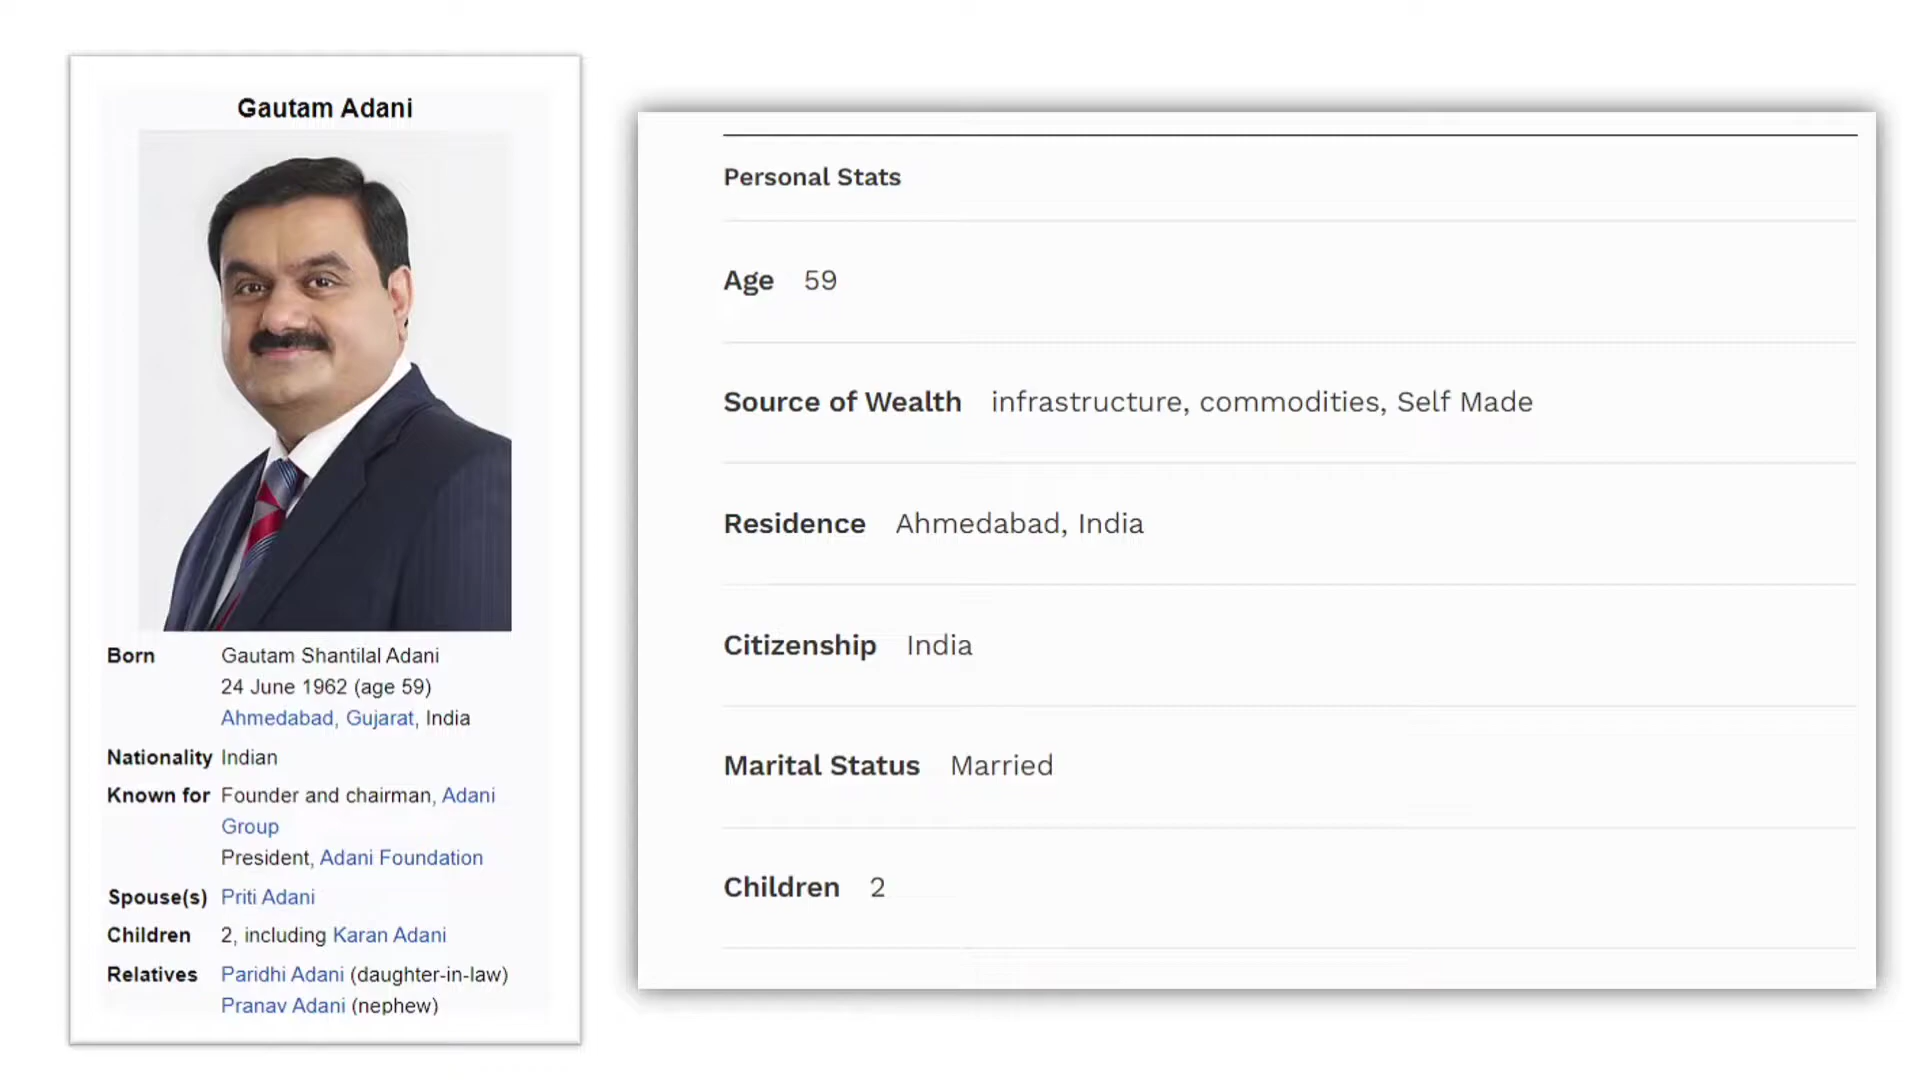 Gautam Adani
Born Gautam Shantilal Adani
24 June 1962 (age 59)
Ahmedabad, Gujarat, India
Nationality Indian
Known for Founder and chairman, Adani
Group
President, Adani Foundation
Spouse(s) Priti Adani
Children 2, including Karan Adani
Relatives Paridhi Adani (daughter-in-law)
Pranav Adani (nephew)
Personal Stats
Age 59
Source of Wealth infrastructure, commodities, Self Made
Residence Ahmedabad, India
Citizenship India
Marital Status Married
Children 2